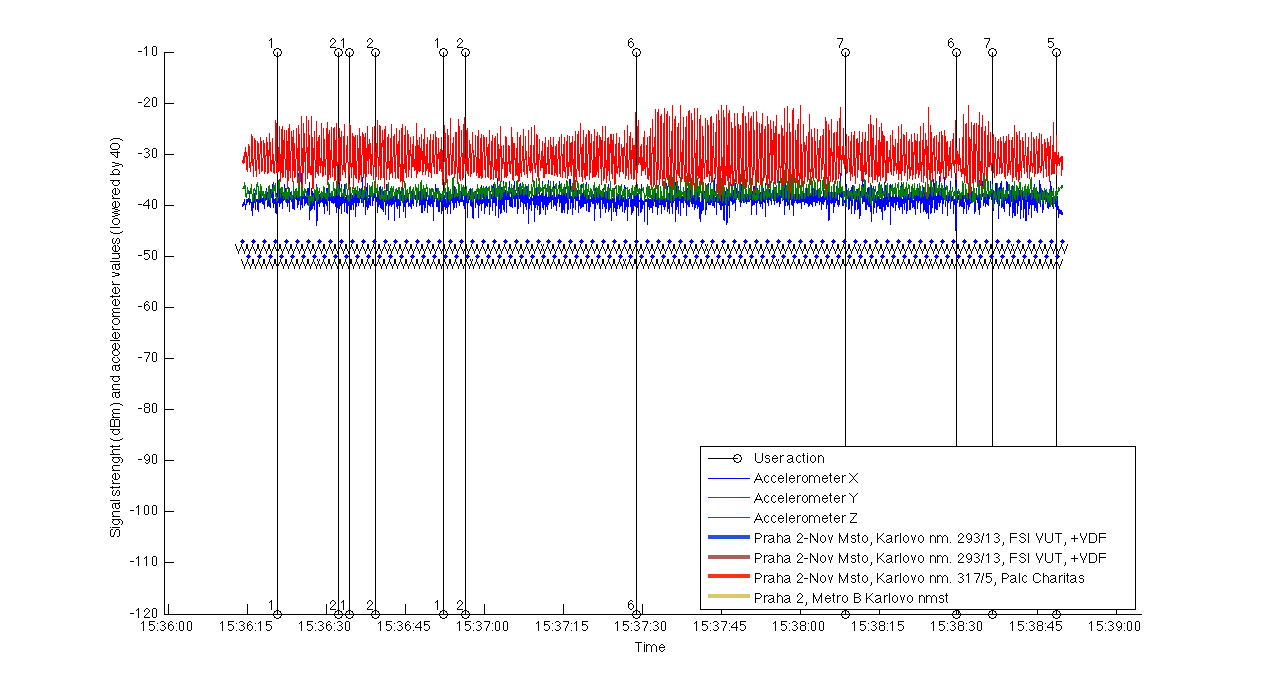 1 2 1 2 1 2 6 7 6 7 5
-10
-20
-30
-40
-50
-60
-70
-80
-90
-100
-110
-120
Signal strenght (dBm) and accelerometer values (lowered by 40)
User action
Accelerometer X
Accelerometer Y
Accelerometer Z
Praha 2-Nov Msto, Karlovo nm. 293/13, FSI VUT, +VDF
Praha 2-Nov Msto, Karlovo nm. 293/13, FSI VUT, +VDF
Praha 2-Nov Msto, Karlovo nm. 317/5, Palc Charitas
Praha 2, Metro B Karlovo nmst
1 2 1 2 1 2 6
15:36:00 15:36:15 15:36:30 15:36:45 15:37:00 15:37:15 15:37:30 15:37:45 15:38:00 15:38:15 15:38:30 15:38:45 15:39:00
Time